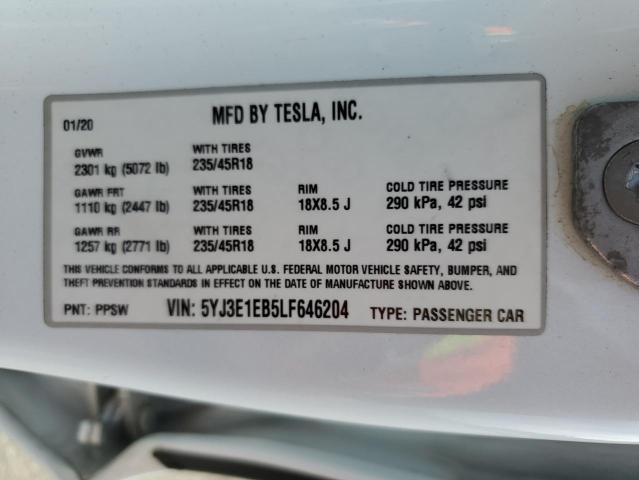 MFD BY TESLA, INC.
01/20
GVWR WITH TIRES
2301 kg (5072 lb) 235/45R18
GAWR FRT WITH TIRES RIM COLD TIRE PRESSURE
1110 kg (2447 lb) 235/45R18 18X8.5 J 290 kPa, 42 psi
GAWR RR WITH TIRES RIM COLD TIRE PRESSURE
1257 kg (2771 lb) 235/45R18 18X8.5 J 290 kPa, 42 psi
THIS VEHICLE CONFORMS TO ALL APPLICABLE U.S. FEDERAL MOTOR VEHICLE SAFETY, BUMPER, AND
THEFT PREVENTION STANDARDS IN EFFECT ON THE DATE OF MANUFACTURE SHOWN ABOVE.
PNT: PPSW VIN: 5YJ3E1EB5LF646204 TYPE: PASSENGER CAR